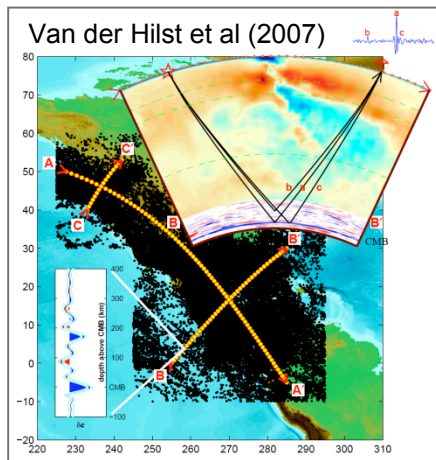 Van der Hilst et al (2007)
a
b
c
80
70
60
50
40
30
20
10
0
−10
−20
220
230
240
250
260
270
280
290
300
310
A
C'
C
B
B'
b a c
B'
CMB
B
A'
400
300
200
100
CMB
−100
depth above CMB (km)